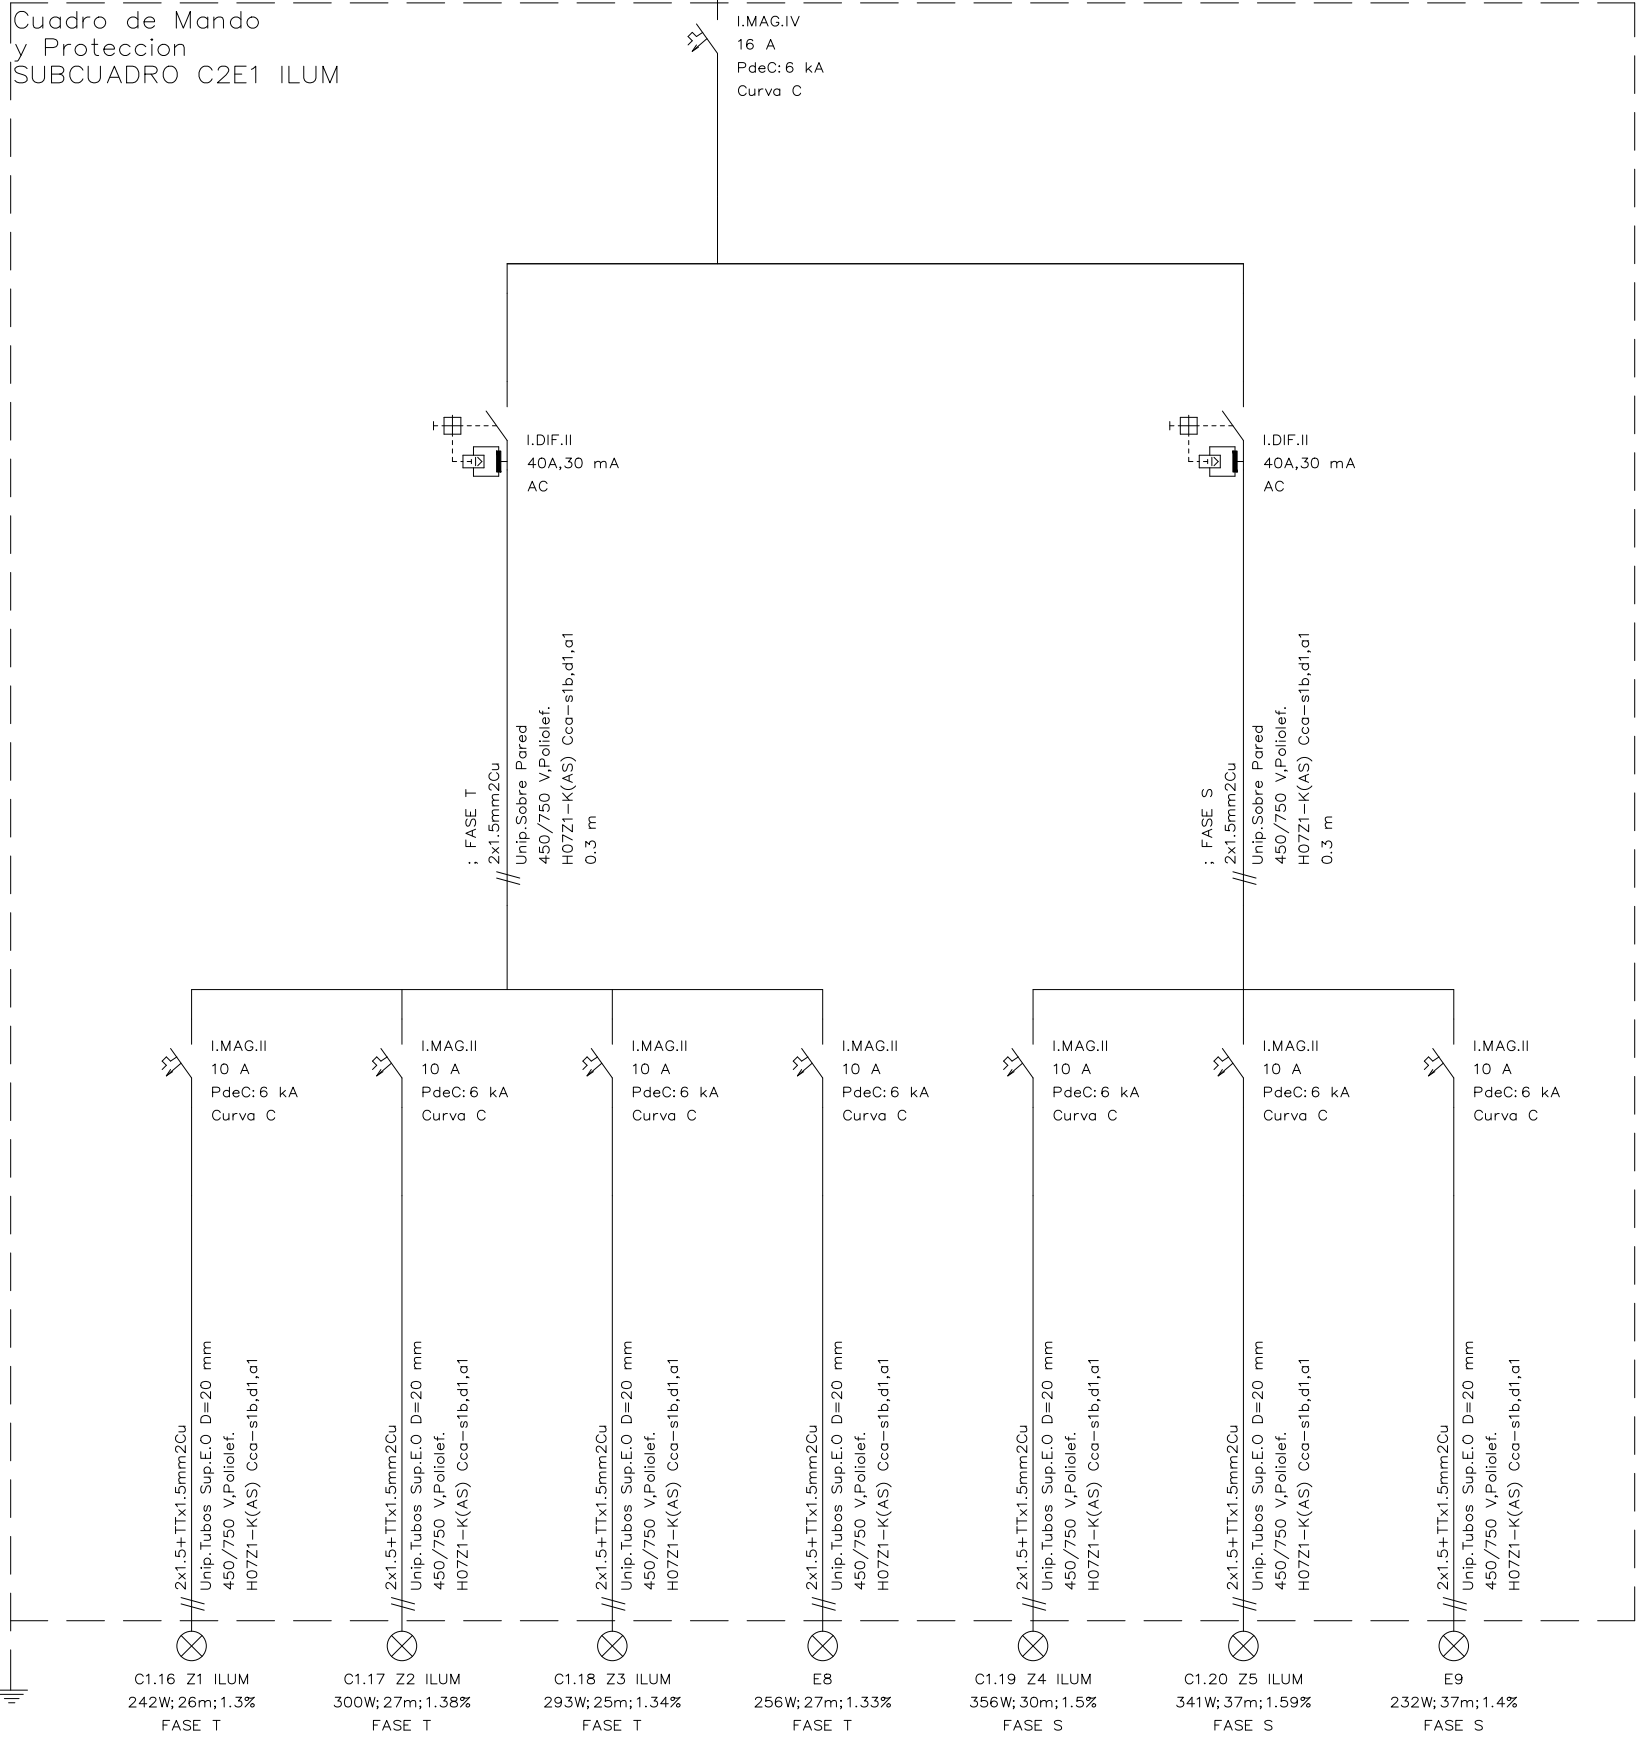 Cuadro de Mando
y Proteccion
SUBCUADRO C2E1 ILUM
I.MAG.IV
16 A
PdeC:6 kA
Curva C
I.DIF.II
40A,30 mA
AC
I.DIF.II
40A,30 mA
AC
; FASE T
2x1.5mm2Cu
Unip.Sobre Pared
450/750 V,Poliolef.
H07Z1-K(AS) Cca-s1b,d1,a1
0.3 m
; FASE S
2x1.5mm2Cu
Unip.Sobre Pared
450/750 V,Poliolef.
H07Z1-K(AS) Cca-s1b,d1,a1
0.3 m
I.MAG.II
10 A
PdeC:6 kA
Curva C
I.MAG.II
10 A
PdeC:6 kA
Curva C
I.MAG.II
10 A
PdeC:6 kA
Curva C
I.MAG.II
10 A
PdeC:6 kA
Curva C
I.MAG.II
10 A
PdeC:6 kA
Curva C
I.MAG.II
10 A
PdeC:6 kA
Curva C
I.MAG.II
10 A
PdeC:6 kA
Curva C
2x1.5+TTx1.5mm2Cu
Unip.Tubos Sup.E.O D=20 mm
450/750 V,Poliolef.
H07Z1-K(AS) Cca-s1b,d1,a1
2x1.5+TTx1.5mm2Cu
Unip.Tubos Sup.E.O D=20 mm
450/750 V,Poliolef.
H07Z1-K(AS) Cca-s1b,d1,a1
2x1.5+TTx1.5mm2Cu
Unip.Tubos Sup.E.O D=20 mm
450/750 V,Poliolef.
H07Z1-K(AS) Cca-s1b,d1,a1
2x1.5+TTx1.5mm2Cu
Unip.Tubos Sup.E.O D=20 mm
450/750 V,Poliolef.
H07Z1-K(AS) Cca-s1b,d1,a1
2x1.5+TTx1.5mm2Cu
Unip.Tubos Sup.E.O D=20 mm
450/750 V,Poliolef.
H07Z1-K(AS) Cca-s1b,d1,a1
2x1.5+TTx1.5mm2Cu
Unip.Tubos Sup.E.O D=20 mm
450/750 V,Poliolef.
H07Z1-K(AS) Cca-s1b,d1,a1
2x1.5+TTx1.5mm2Cu
Unip.Tubos Sup.E.O D=20 mm
450/750 V,Poliolef.
H07Z1-K(AS) Cca-s1b,d1,a1
C1.16 Z1 ILUM
242W;26m;1.3%
FASE T
C1.17 Z2 ILUM
300W;27m;1.38%
FASE T
C1.18 Z3 ILUM
293W;25m;1.34%
FASE T
E8
256W;27m;1.33%
FASE T
C1.19 Z4 ILUM
356W;30m;1.5%
FASE S
C1.20 Z5 ILUM
341W;37m;1.59%
FASE S
E9
232W;37m;1.4%
FASE S